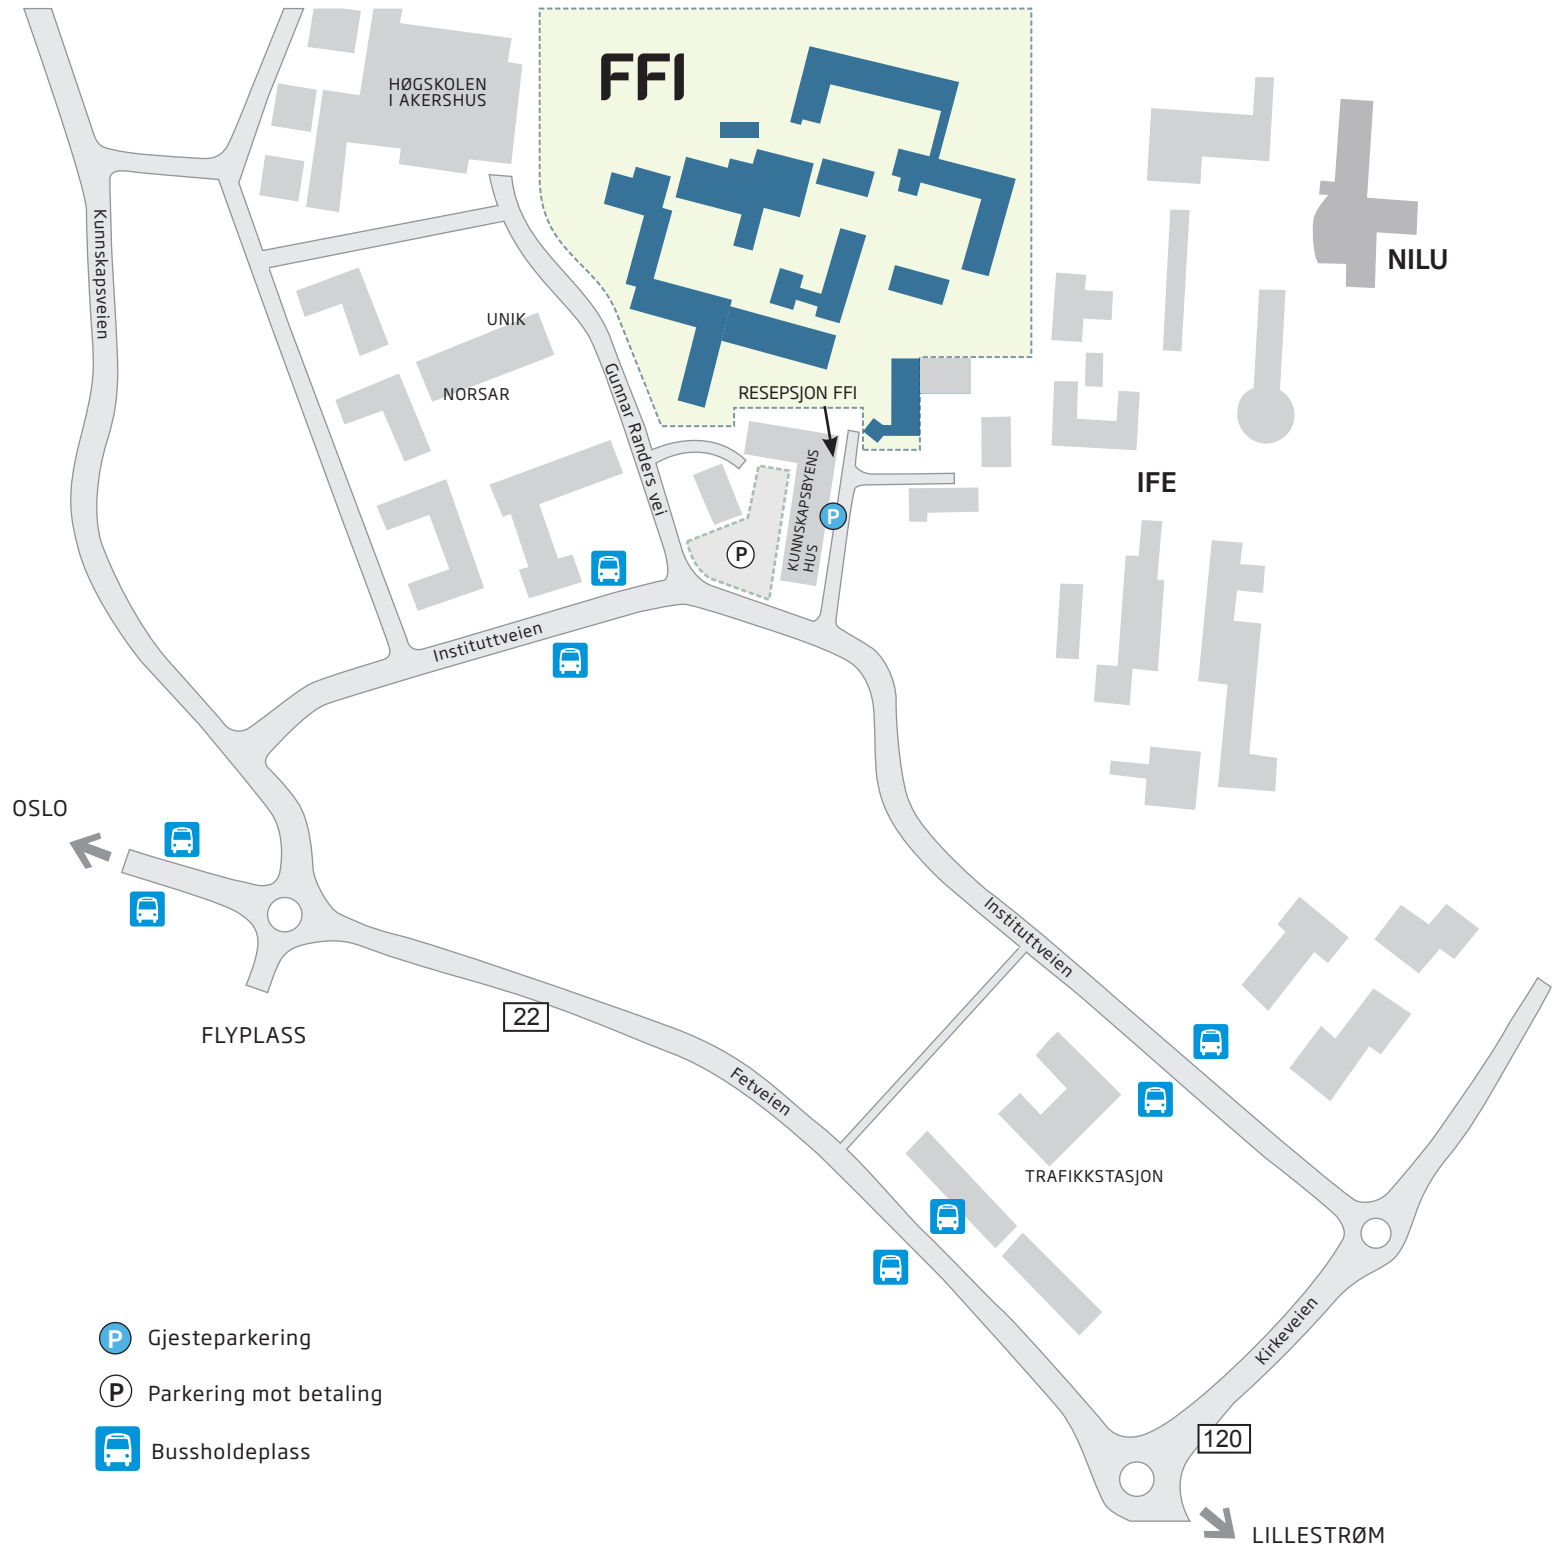 FFI
HØGSKOLEN
I AKERSHUS
Kunnskapsveien
NILU
UNIK
NORSAR
Gunnar Randers vei
RESEPSJON FFI
KUNNSKAPSBYENS
HUS
P
P
IFE
Instituttveien
OSLO
Instituttveien
FLYPLASS
22
Fetveien
TRAFIKKSTASJON
Kirkeveien
P Gjesteparkering
P Parkering mot betaling
Bussholdeplass
120
LILLESTRØM